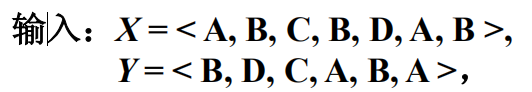 输入：X = < A, B, C, B, D, A, B >,
Y = < B, D, C, A, B, A >，